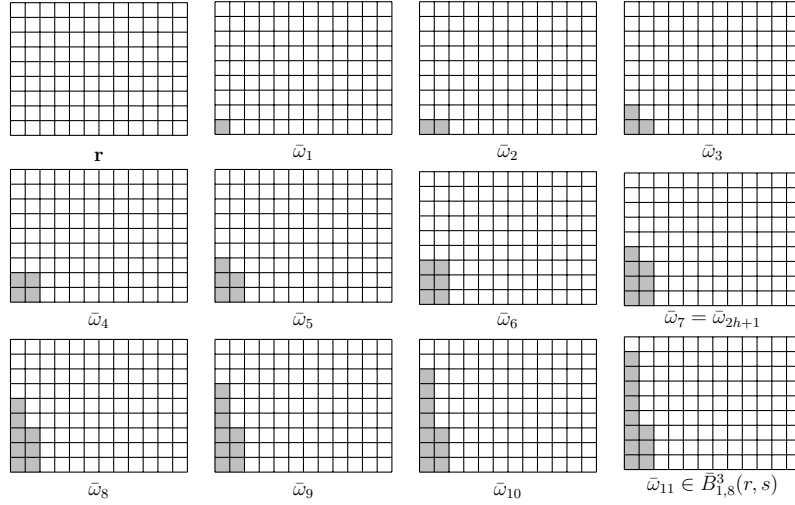 r ω̄₁ ω̄₂ ω̄₃
ω̄₄ ω̄₅ ω̄₆ ω̄₇ = ω̄₂ₕ₊₁
ω̄₈ ω̄₉ ω̄₁₀ ω̄₁₁ ∈ B̄³₁,₈(r, s)